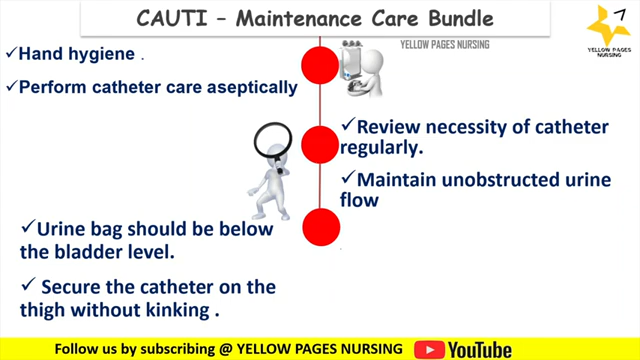 CAUTI – Maintenance Care Bundle
7
YELLOW PAGES
NURSING
✓Hand hygiene .
YELLOW PAGES NURSING
✓Perform catheter care aseptically
✓Review necessity of catheter
regularly.
✓Maintain unobstructed urine
flow
✓Urine bag should be below
the bladder level.
✓ Secure the catheter on the
thigh without kinking .
Follow us by subscribing @ YELLOW PAGES NURSING YouTube